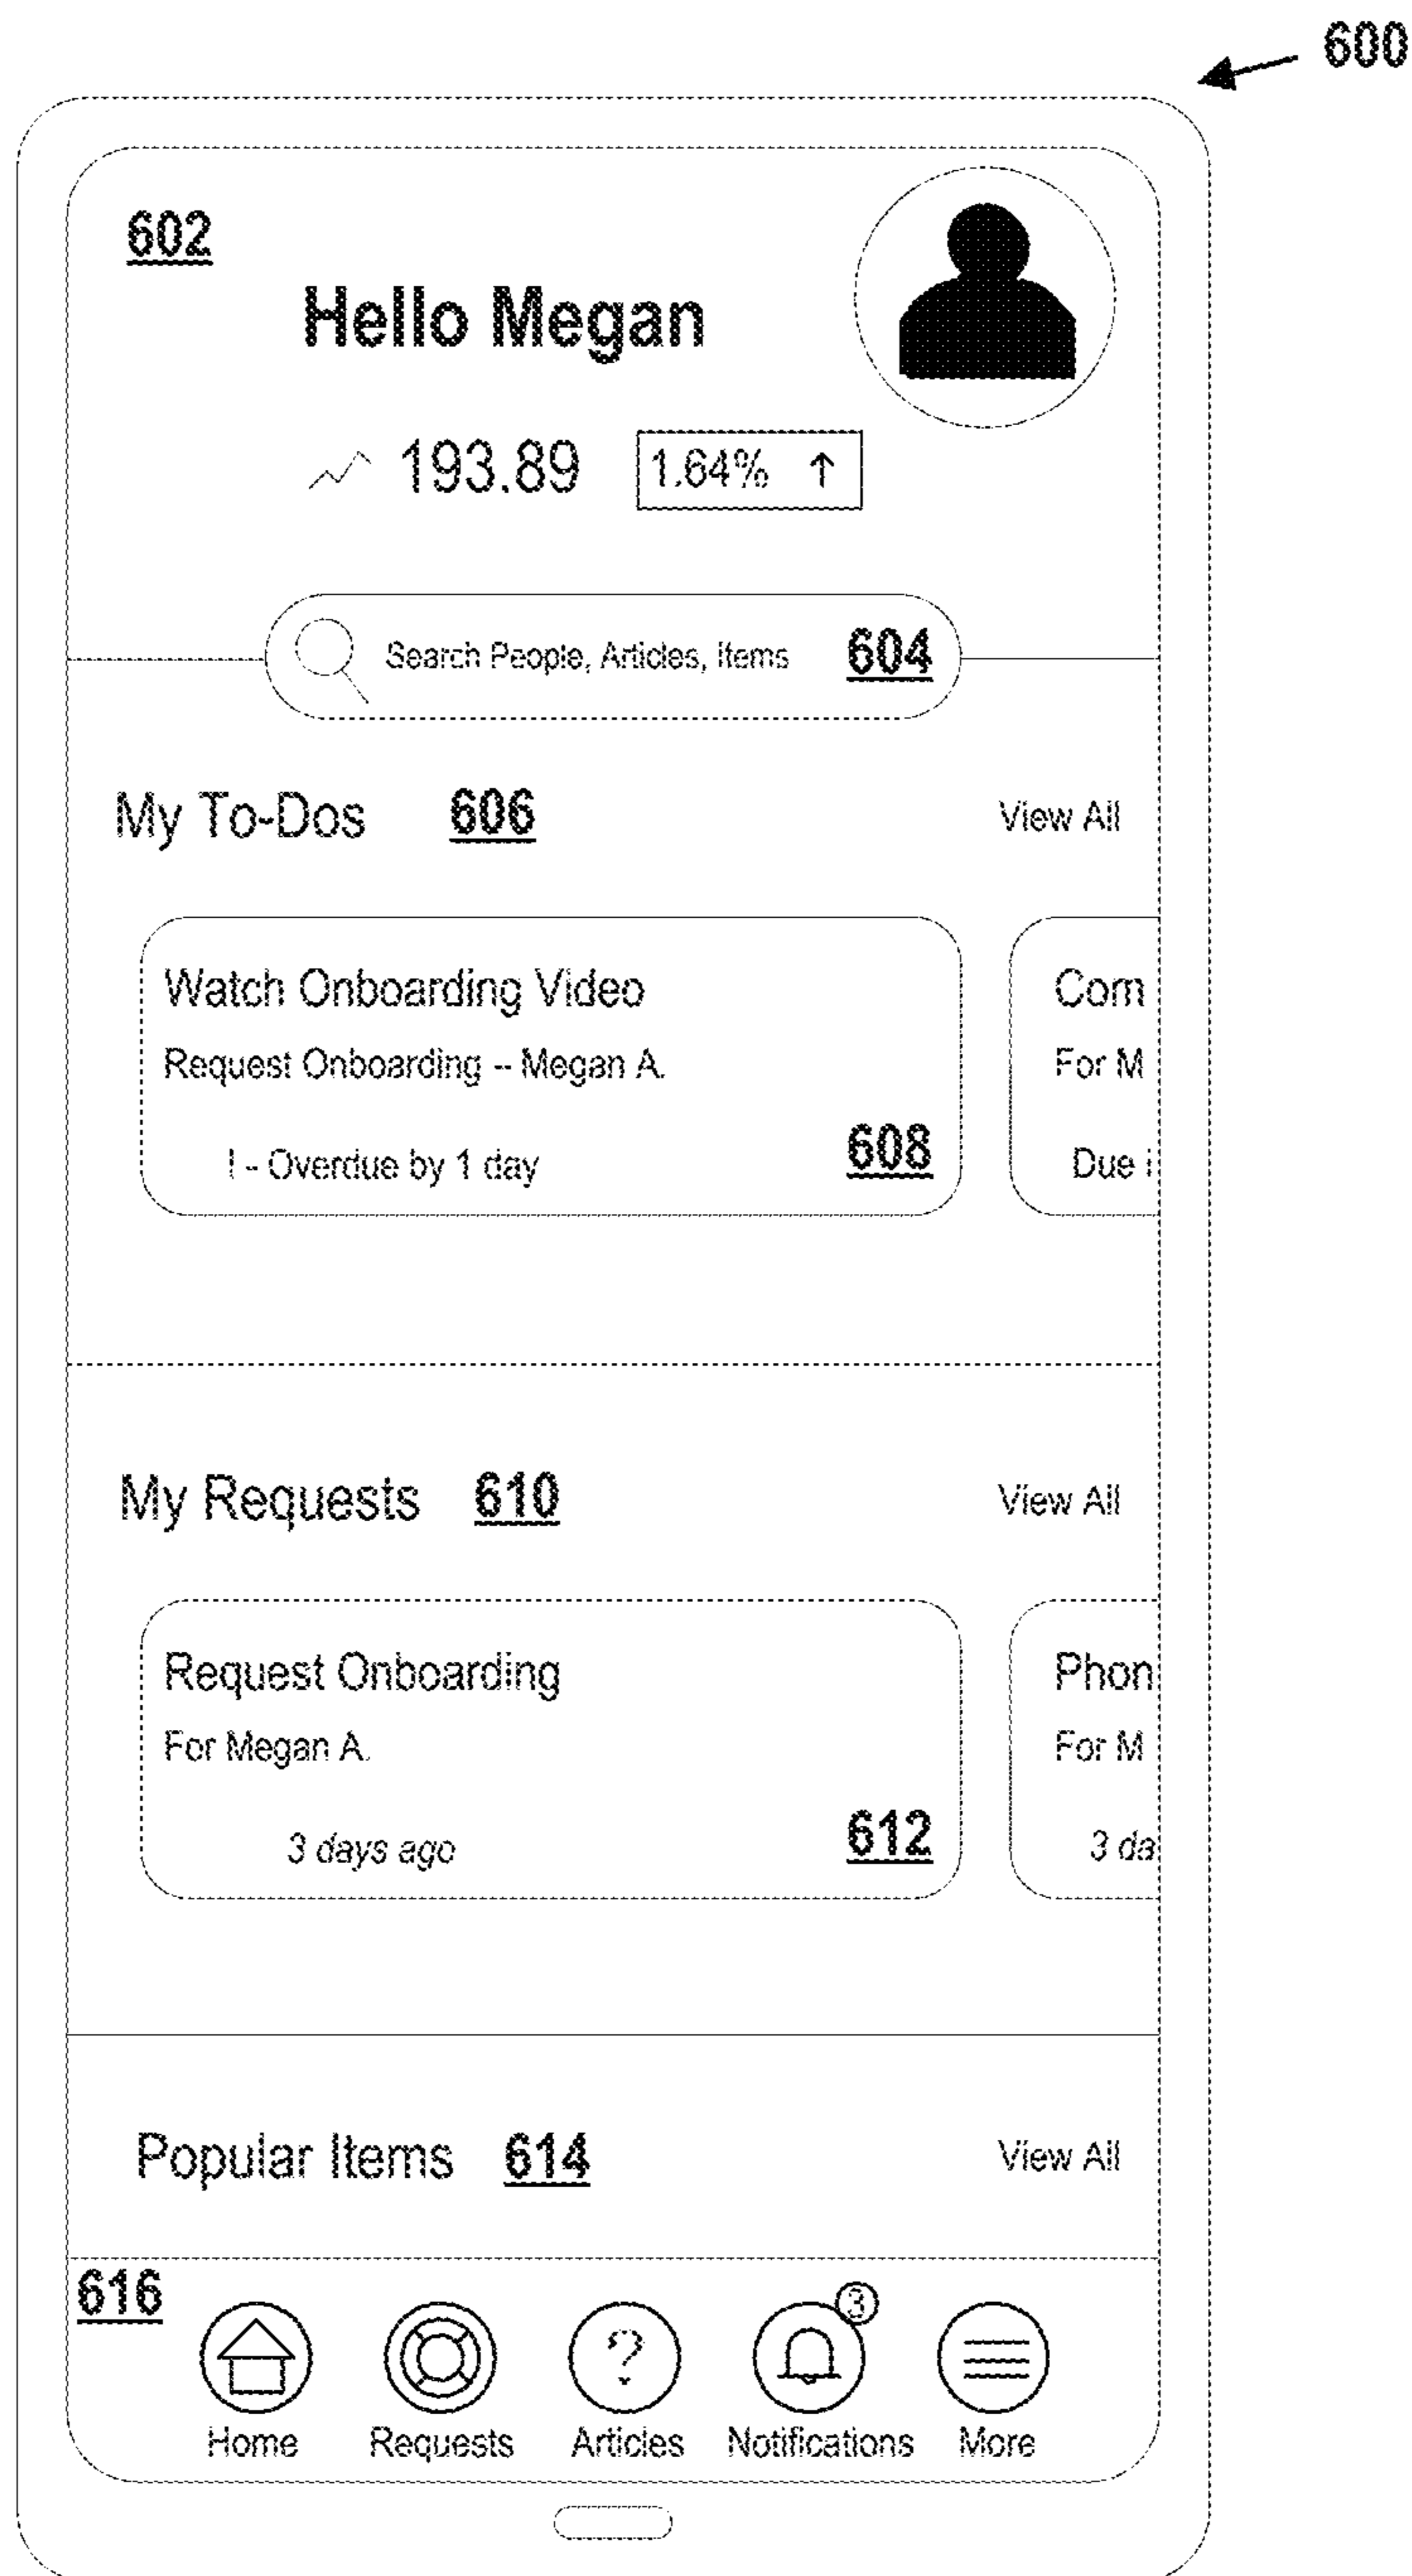 600
602
Hello Megan
193.89 1.64% ↑
Search People, Articles, Items 604
My To-Dos 606 View All
Watch Onboarding Video Com
Request Onboarding -- Megan A. For M
! - Overdue by 1 day 608 Due i
My Requests 610 View All
Request Onboarding Phon
For Megan A. For M
3 days ago 612 3 da
Popular Items 614 View All
616
3
?
Home Requests Articles Notifications More